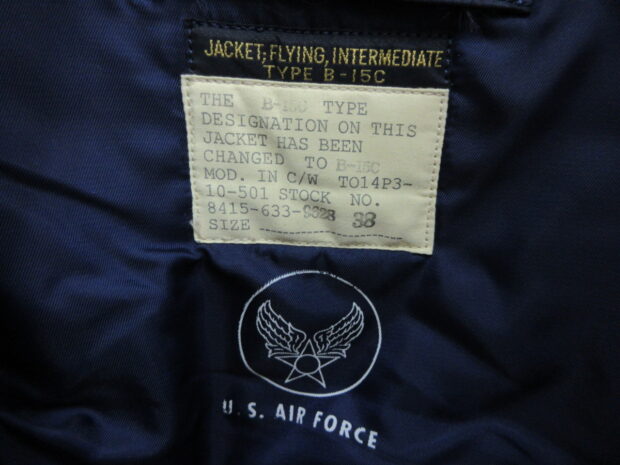 JACKET, FLYING, INTERMEDIATE
TYPE B-15C
THE B-15C TYPE
DESIGNATION ON THIS
JACKET HAS BEEN
CHANGED TO B-15C
MOD. IN C/W TO14P3-
10-501 STOCK NO.
8415-633-9628 38
SIZE
U. S. AIR FORCE